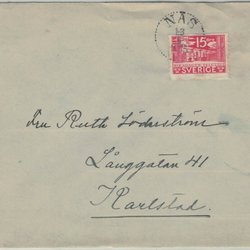 NÄS
15
SVERIGE
Fru Ruth Söderström
Långgatan 41
Karlstad.